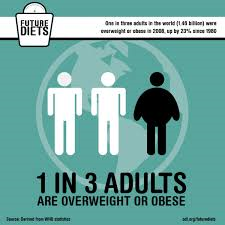 FUTURE
DIETS
One in three adults in the world (1.46 billion) were
overweight or obese in 2008, up by 23% since 1980
1 IN 3 ADULTS
ARE OVERWEIGHT OR OBESE
Source: Derived from WHO statistics
odi.org/futurediets